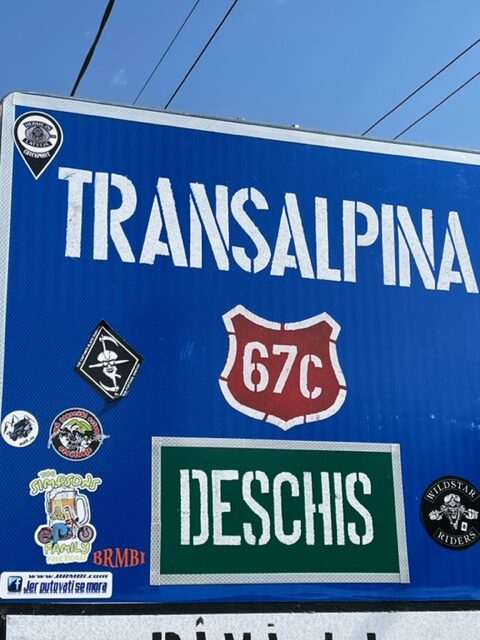 TRANSALPINA
67C
DESCHIS
The
SIMPSONS
FAMILY
BRMBI
WILDSTAR
RIDERS
www.BRMBI.com
Jer putovati se mora